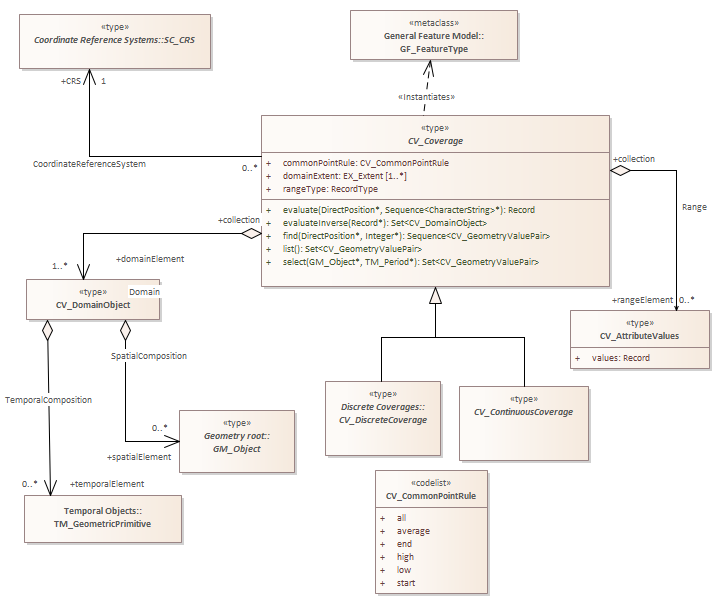 «type»
Coordinate Reference Systems::SC_CRS
«metaclass»
General Feature Model::
GF_FeatureType
+CRS
1
«Instantiates»
«type»
CV_Coverage
+ commonPointRule: CV_CommonPointRule
+ domainExtent: EX_Extent [1..*]
+ rangeType: RecordType
+ evaluate(DirectPosition*, Sequence<CharacterString>*): Record
+ evaluateInverse(Record*): Set<CV_DomainObject>
+ find(DirectPosition*, Integer*): Sequence<CV_GeometryValuePair>
+ list(): Set<CV_GeometryValuePair>
+ select(GM_Object*, TM_Period*): Set<CV_GeometryValuePair>
CoordinateReferenceSystem
0..*
+collection
Range
+collection
+domainElement
1..*
«type»
CV_DomainObject
Domain
+rangeElement
0..*
«type»
CV_AttributeValues
+ values: Record
SpatialComposition
TemporalComposition
«type»
Discrete Coverages::
CV_DiscreteCoverage
«type»
CV_ContinuousCoverage
0..*
+spatialElement
«type»
Geometry root::
GM_Object
0..*
+temporalElement
Temporal Objects::
TM_GeometricPrimitive
«codelist»
CV_CommonPointRule
+ all
+ average
+ end
+ high
+ low
+ start